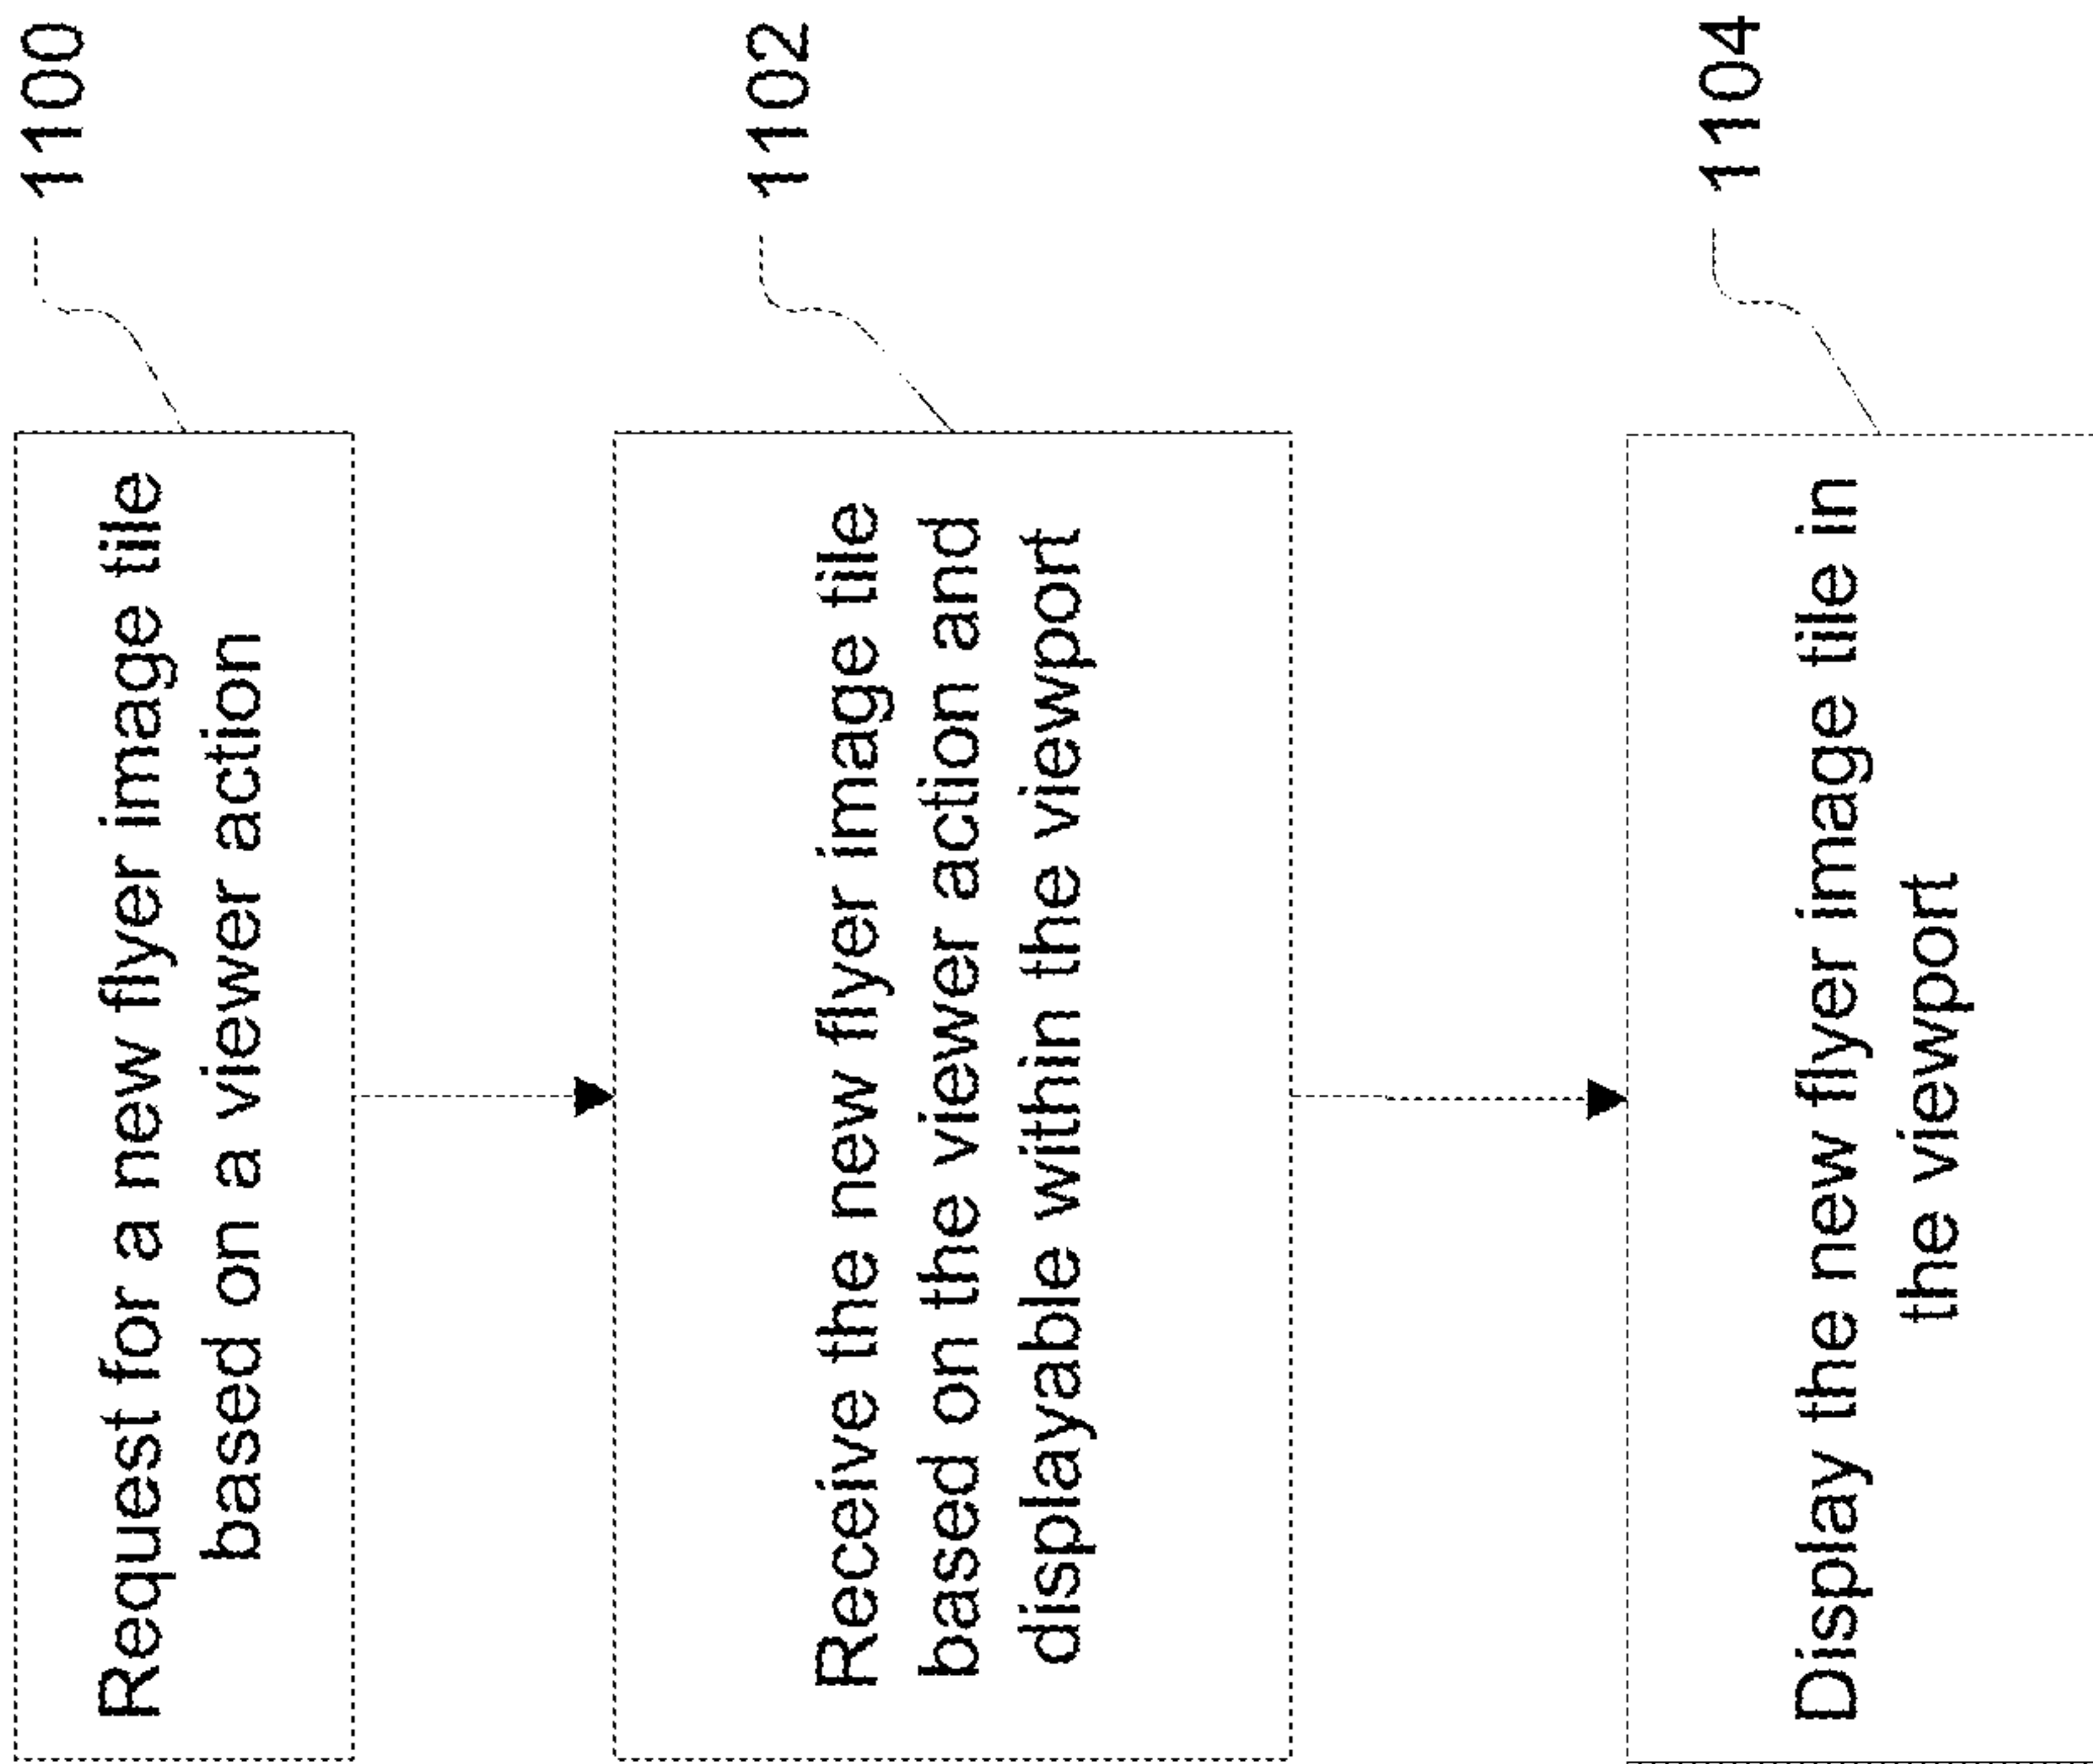 Request for a new flyer image tile
based on a viewer action
1100
Receive the new flyer image tile
based on the viewer action and
displayable within the viewport
1102
Display the new flyer image tile in
the viewport
1104